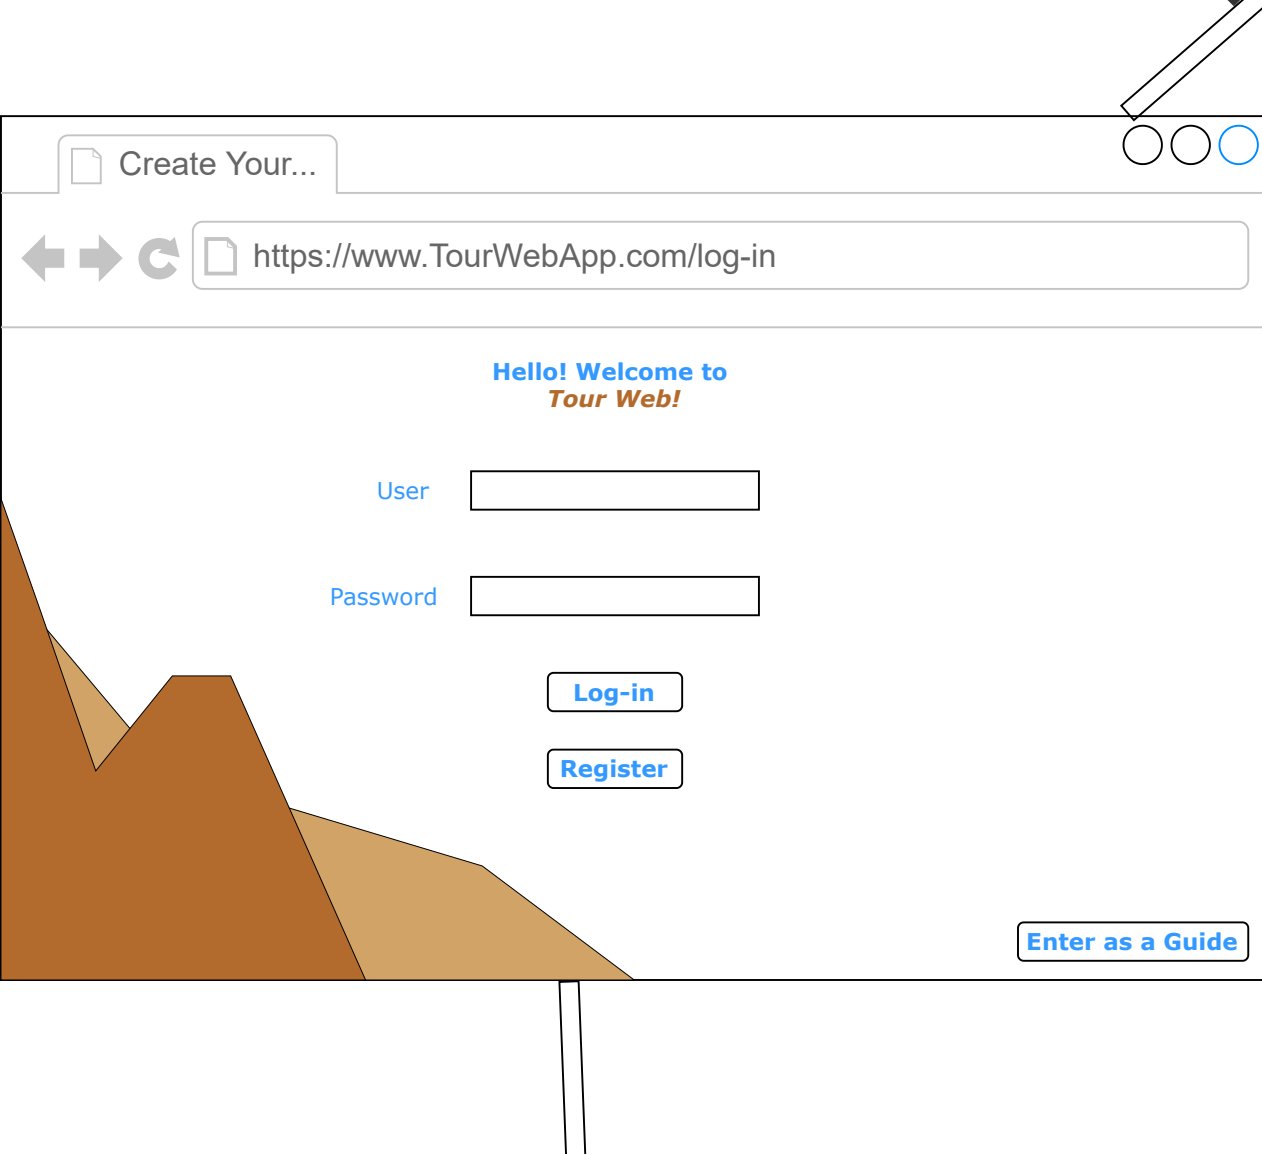 Create Your...
https://www.TourWebApp.com/log-in
Hello! Welcome to
Tour Web!
User
Password
Log-in
Register
Enter as a Guide